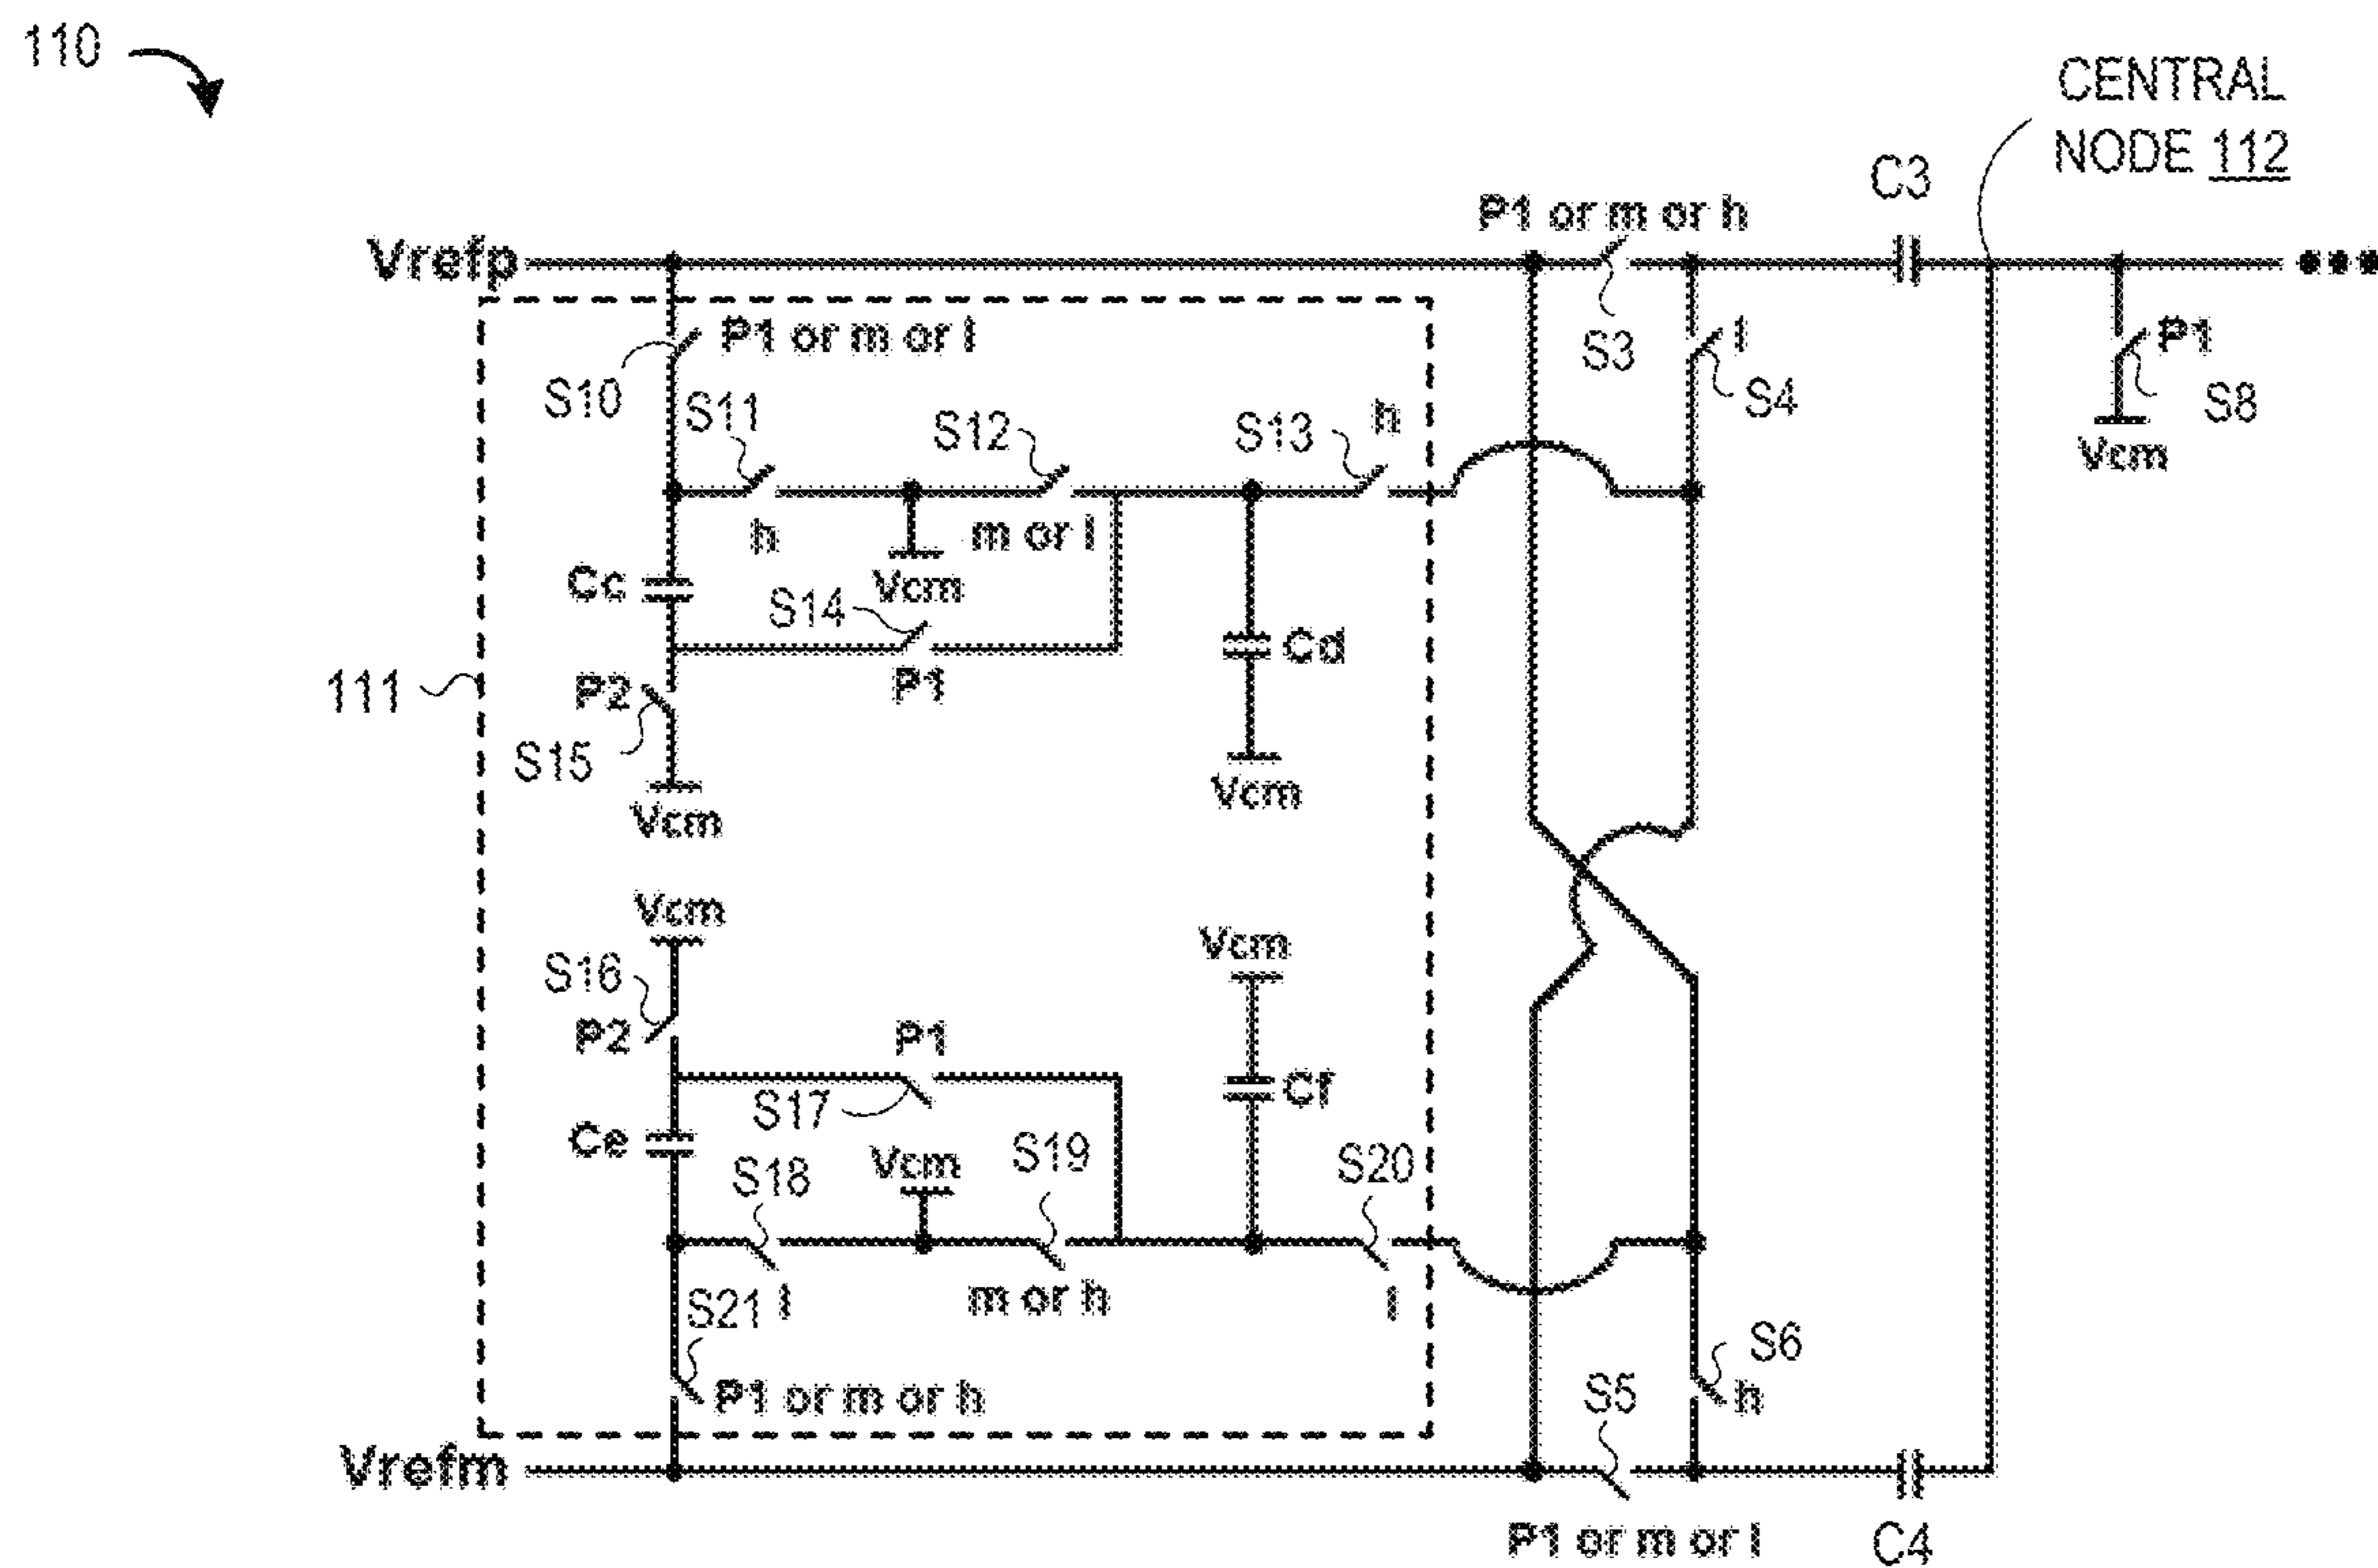 110
CENTRAL
NODE 112
C3
P1 or m or h
Vrefp
S3
P1 or m or l
S10
l
S4
P1
S8
Vcm
S11
S12
S13
h
h
m or l
Vcm
Cc
S14
P1
Cd
111
P2
S15
Vcm
Vcm
Vcm
Vcm
S16
P2
P1
S17
Cf
Ce
S18
Vcm
S19
S20
l
m or h
l
S21
P1 or m or h
S5
S6
h
Vrefm
P1 or m or l
C4